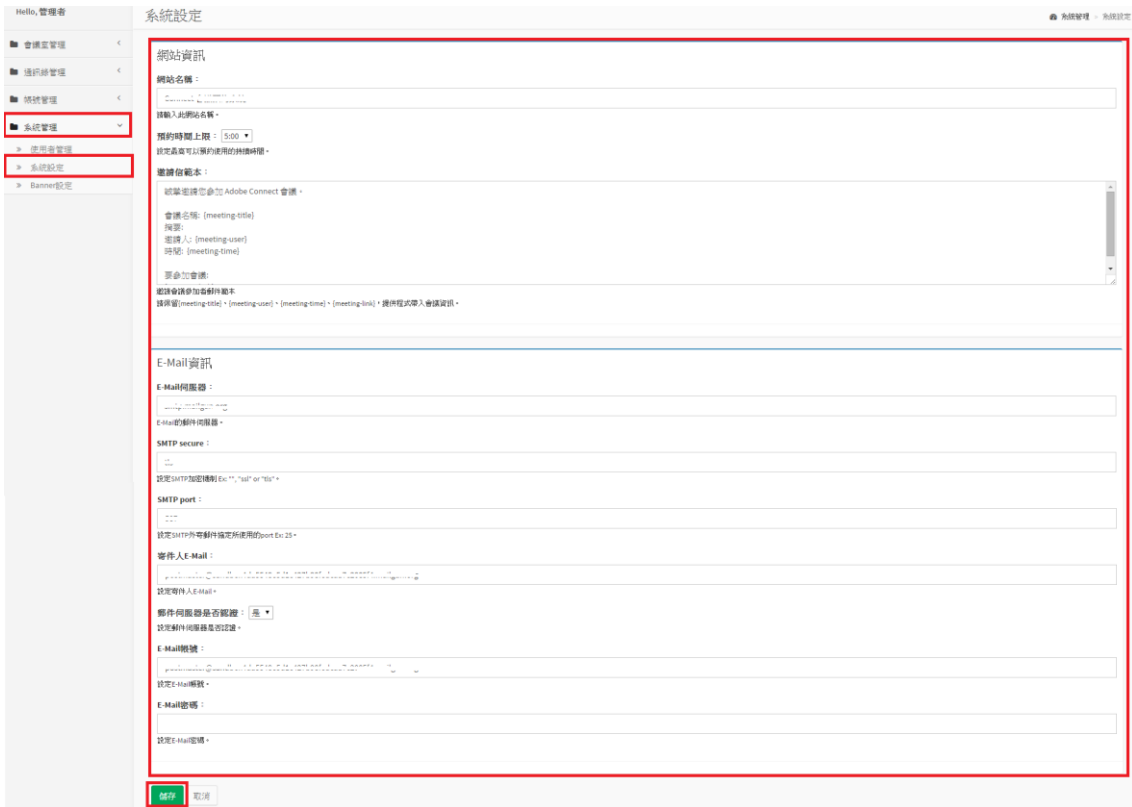 Hello, 管理者
系統設定
系統管理 > 系統設定
會議室管理
通訊錄管理
帳號管理
系統管理
» 使用者管理
» 系統設定
» Banner設定
網站資訊
網站名稱：
請輸入此網站名稱。
預約時間上限： 5:00
設定最高可以預約使用的持續時間。
邀請信範本：
誠摯邀請您參加 Adobe Connect 會議。
會議名稱: {meeting-title}
摘要:
邀請人: {meeting-user}
時間: {meeting-time}
要參加會議:
邀請會議參加者郵件範本
請保留{meeting-title}、{meeting-user}、{meeting-time}、{meeting-link}，提供程式帶入會議資訊。
E-Mail資訊
E-Mail伺服器：
E-Mail的郵件伺服器。
SMTP secure：
設定SMTP加密機制 Ex: "", "ssl" or "tls"。
SMTP port：
設定SMTP外寄郵件指定所使用的port Ex: 25。
寄件人E-Mail：
設定寄件人E-Mail。
郵件伺服器是否認證： 是
設定郵件伺服器是否認證。
E-Mail帳號：
設定E-Mail帳號。
E-Mail密碼：
設定E-Mail密碼。
儲存 取消